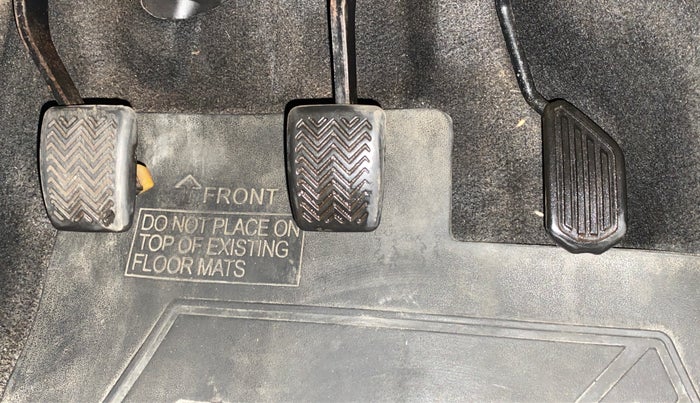 FRONT
DO NOT PLACE ON
TOP OF EXISTING
FLOOR MATS